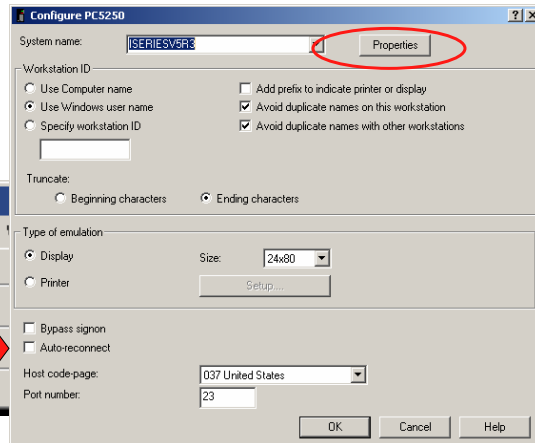 Configure PC5250
System name: ISERIESV5R3 Properties
Workstation ID
Use Computer name Add prefix to indicate printer or display
Use Windows user name Avoid duplicate names on this workstation
Specify workstation ID Avoid duplicate names with other workstations
Truncate:
Beginning characters Ending characters
Type of emulation
Display Size: 24x80
Printer Setup....
Bypass signon
Auto-reconnect
Host code-page: 037 United States
Port number: 23
OK Cancel Help